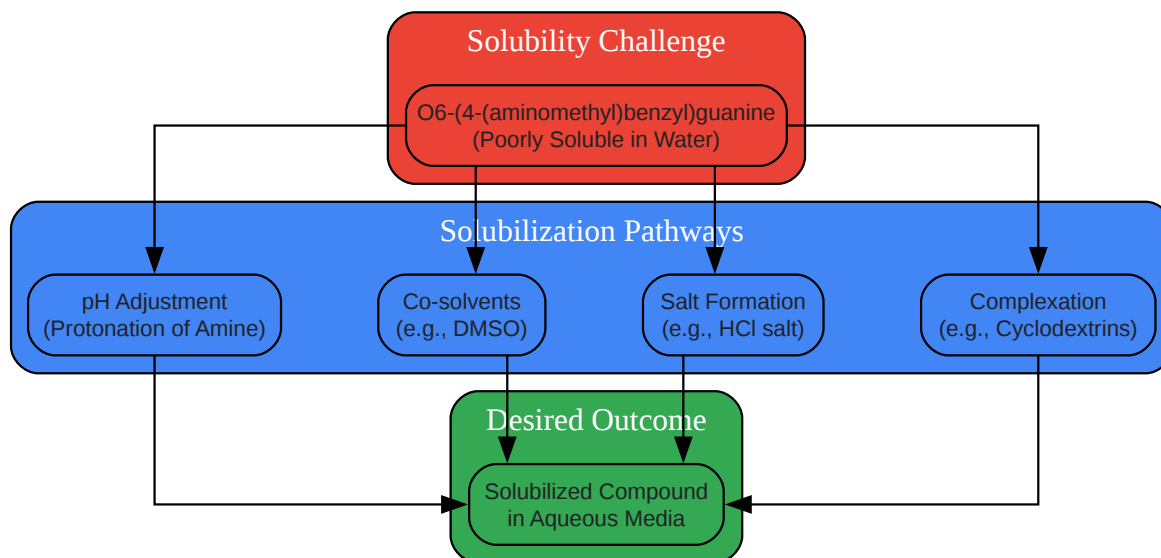 Solubility Challenge
O6-(4-(aminomethyl)benzyl)guanine
(Poorly Soluble in Water)
Solubilization Pathways
pH Adjustment
(Protonation of Amine)
Co-solvents
(e.g., DMSO)
Salt Formation
(e.g., HCl salt)
Complexation
(e.g., Cyclodextrins)
Desired Outcome
Solubilized Compound
in Aqueous Media